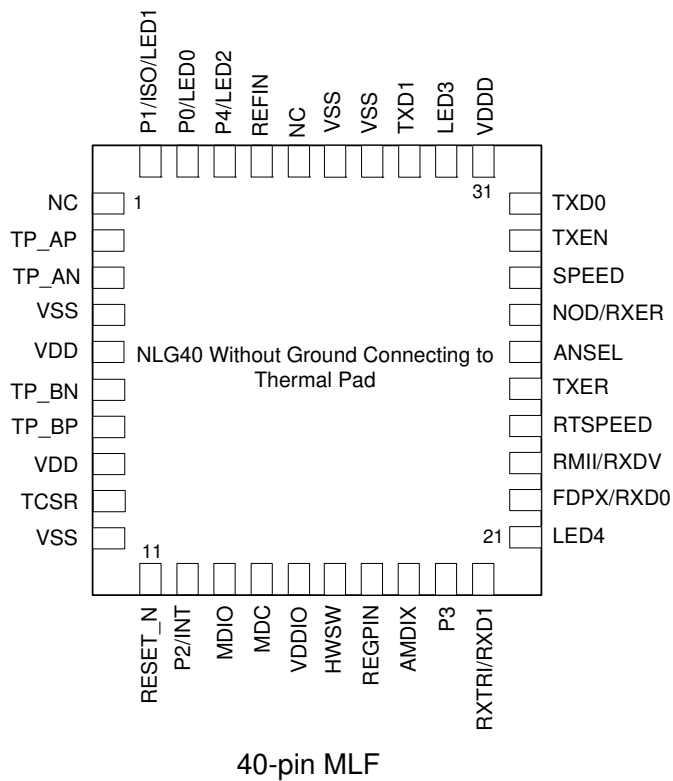 P1/ISO/LED1
P0/LED0
P4/LED2
REFIN
NC
VSS
VSS
TXD1
LED3
VDDD
31
NC
1
TP_AP
TP_AN
VSS
VDD
TP_BN
TP_BP
VDD
TCSR
VSS
NLG40 Without Ground Connecting to
Thermal Pad
TXD0
TXEN
SPEED
NOD/RXER
ANSEL
TXER
RTSPEED
RMII/RXDV
FDPX/RXD0
21
LED4
11
RESET_N
P2/INT
MDIO
MDC
VDDIO
HWSW
REGPIN
AMDIX
P3
RXTRI/RXD1
40-pin MLF